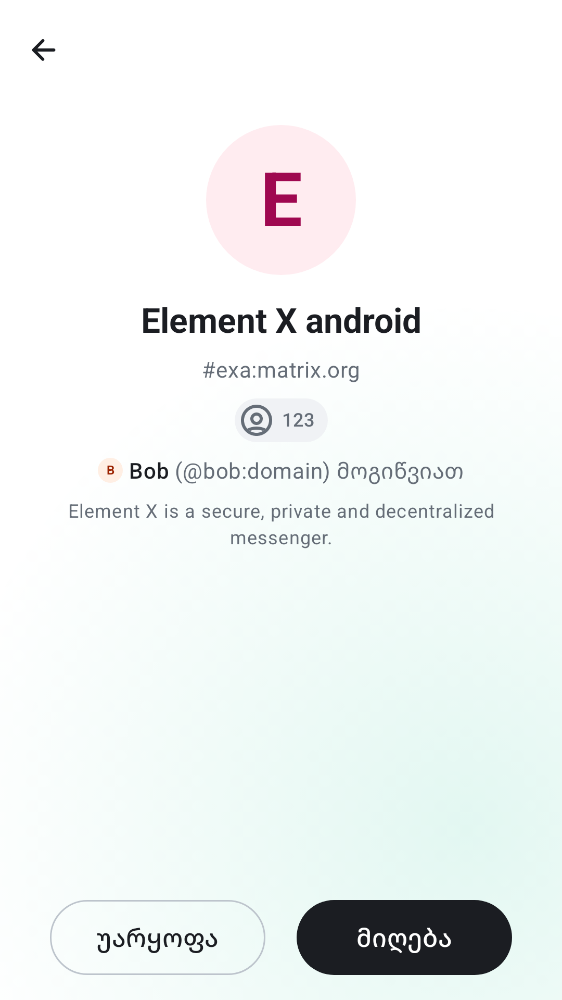 E
Element X android
#exa:matrix.org
123
B Bob (@bob:domain) მოგიწვიათ
Element X is a secure, private and decentralized
messenger.
უარყოფა
მიღება